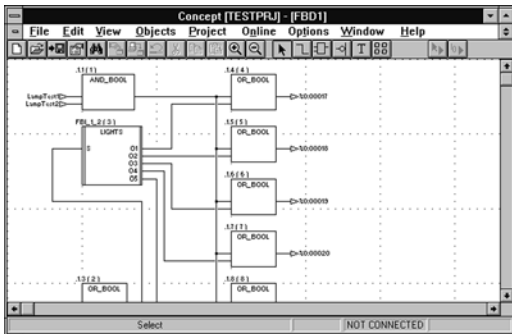 Concept [TESTPRJ] - [FBD1]
File Edit View Objects Project Online Options Window Help
.1.1 ( 1 )
AND_BOOL
.1.4 ( 4 )
OR_BOOL
LampTest1
LampTest2
%0:00017
FBI_1_2 ( 3 )
LIGHTS
S
O1
O2
O3
O4
O5
.1.5 ( 5 )
OR_BOOL
%0:00018
.1.6 ( 6 )
OR_BOOL
%0:00019
.1.7 ( 7 )
OR_BOOL
%0:00020
.1.3 ( 2 )
OR_BOOL
.1.8 ( 8 )
OR_BOOL
Select
NOT CONNECTED